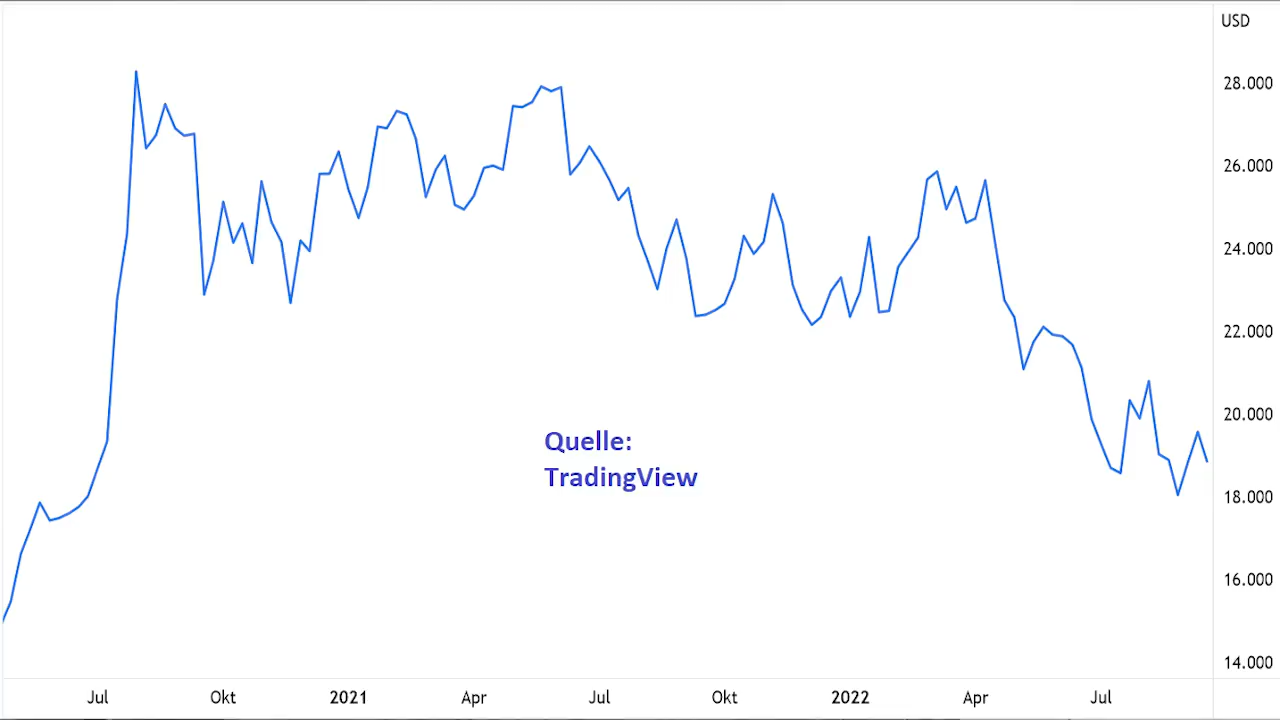 USD
28.000
26.000
24.000
22.000
20.000
Quelle:
TradingView
18.000
16.000
14.000
Jul Okt 2021 Apr Jul Okt 2022 Apr Jul